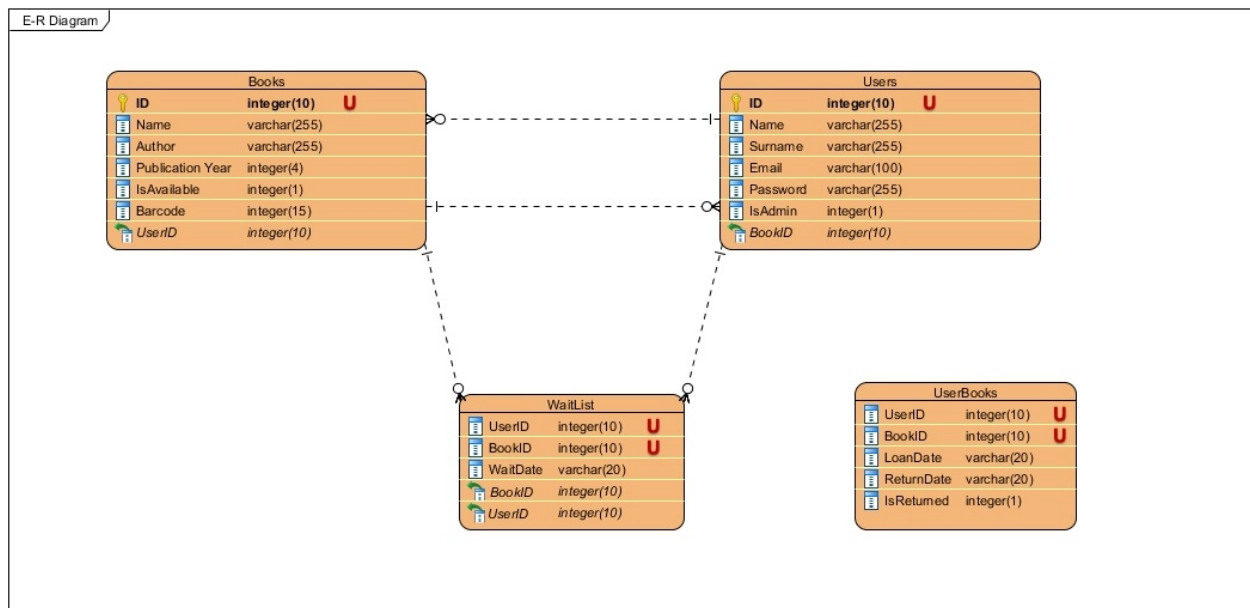 E-R Diagram
Books
ID integer(10) U
Name varchar(255)
Author varchar(255)
Publication Year integer(4)
IsAvailable integer(1)
Barcode integer(15)
UserID integer(10)
Users
ID integer(10) U
Name varchar(255)
Surname varchar(255)
Email varchar(100)
Password varchar(255)
IsAdmin integer(1)
BookID integer(10)
WaitList
UserID integer(10) U
BookID integer(10) U
WaitDate varchar(20)
BookID integer(10)
UserID integer(10)
UserBooks
UserID integer(10) U
BookID integer(10) U
LoanDate varchar(20)
ReturnDate varchar(20)
IsReturned integer(1)